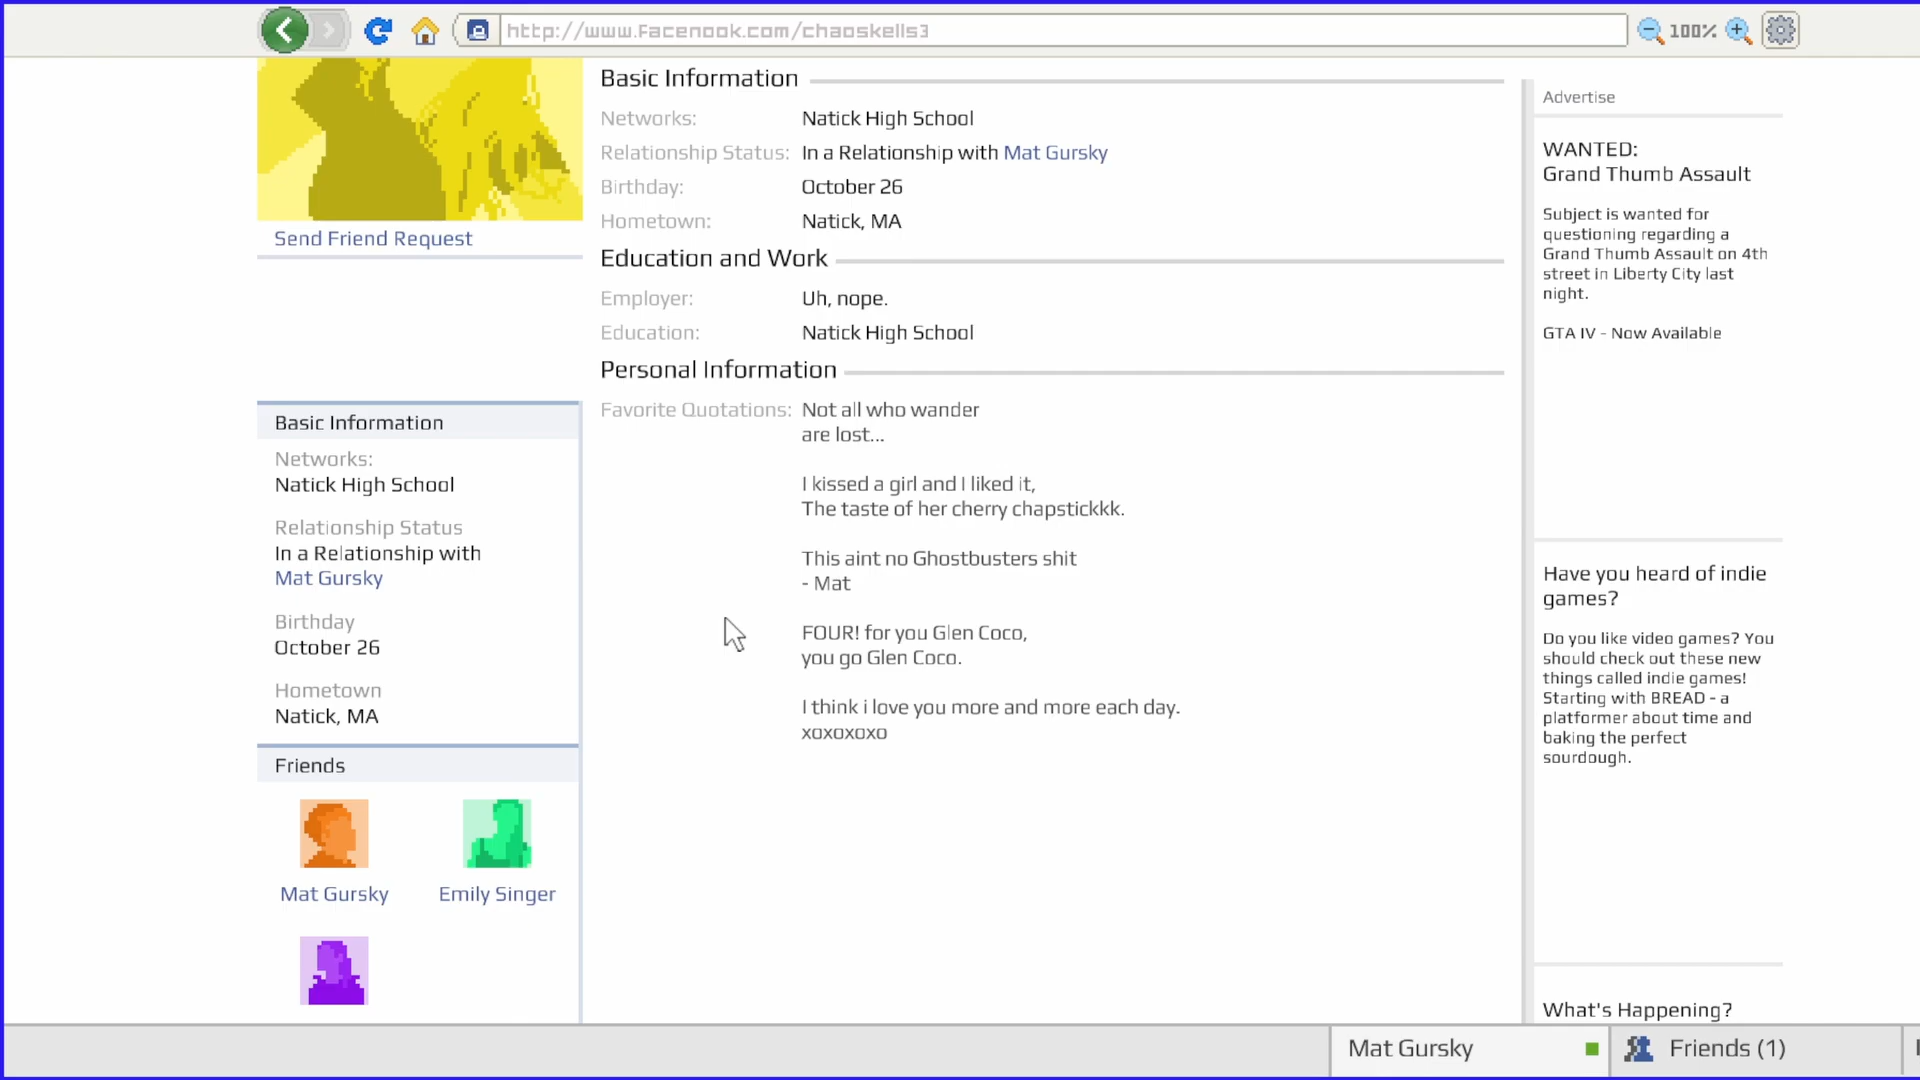 http://www.facenook.com/chaoskells3
100%
Send Friend Request
Basic Information
Networks:
Natick High School
Relationship Status
In a Relationship with
Mat Gursky
Birthday
October 26
Hometown
Natick, MA
Friends
Mat Gursky
Emily Singer
Basic Information
Networks: Natick High School
Relationship Status: In a Relationship with Mat Gursky
Birthday: October 26
Hometown: Natick, MA
Education and Work
Employer: Uh, nope.
Education: Natick High School
Personal Information
Favorite Quotations: Not all who wander
are lost...
I kissed a girl and I liked it,
The taste of her cherry chapstickkk.
This aint no Ghostbusters shit
- Mat
FOUR! for you Glen Coco,
you go Glen Coco.
I think i love you more and more each day.
xoxoxoxo
Advertise
WANTED:
Grand Thumb Assault
Subject is wanted for
questioning regarding a
Grand Thumb Assault on 4th
street in Liberty City last
night.
GTA IV - Now Available
Have you heard of indie
games?
Do you like video games? You
should check out these new
things called indie games!
Starting with BREAD - a
platformer about time and
baking the perfect
sourdough.
What's Happening?
Mat Gursky
Friends (1)